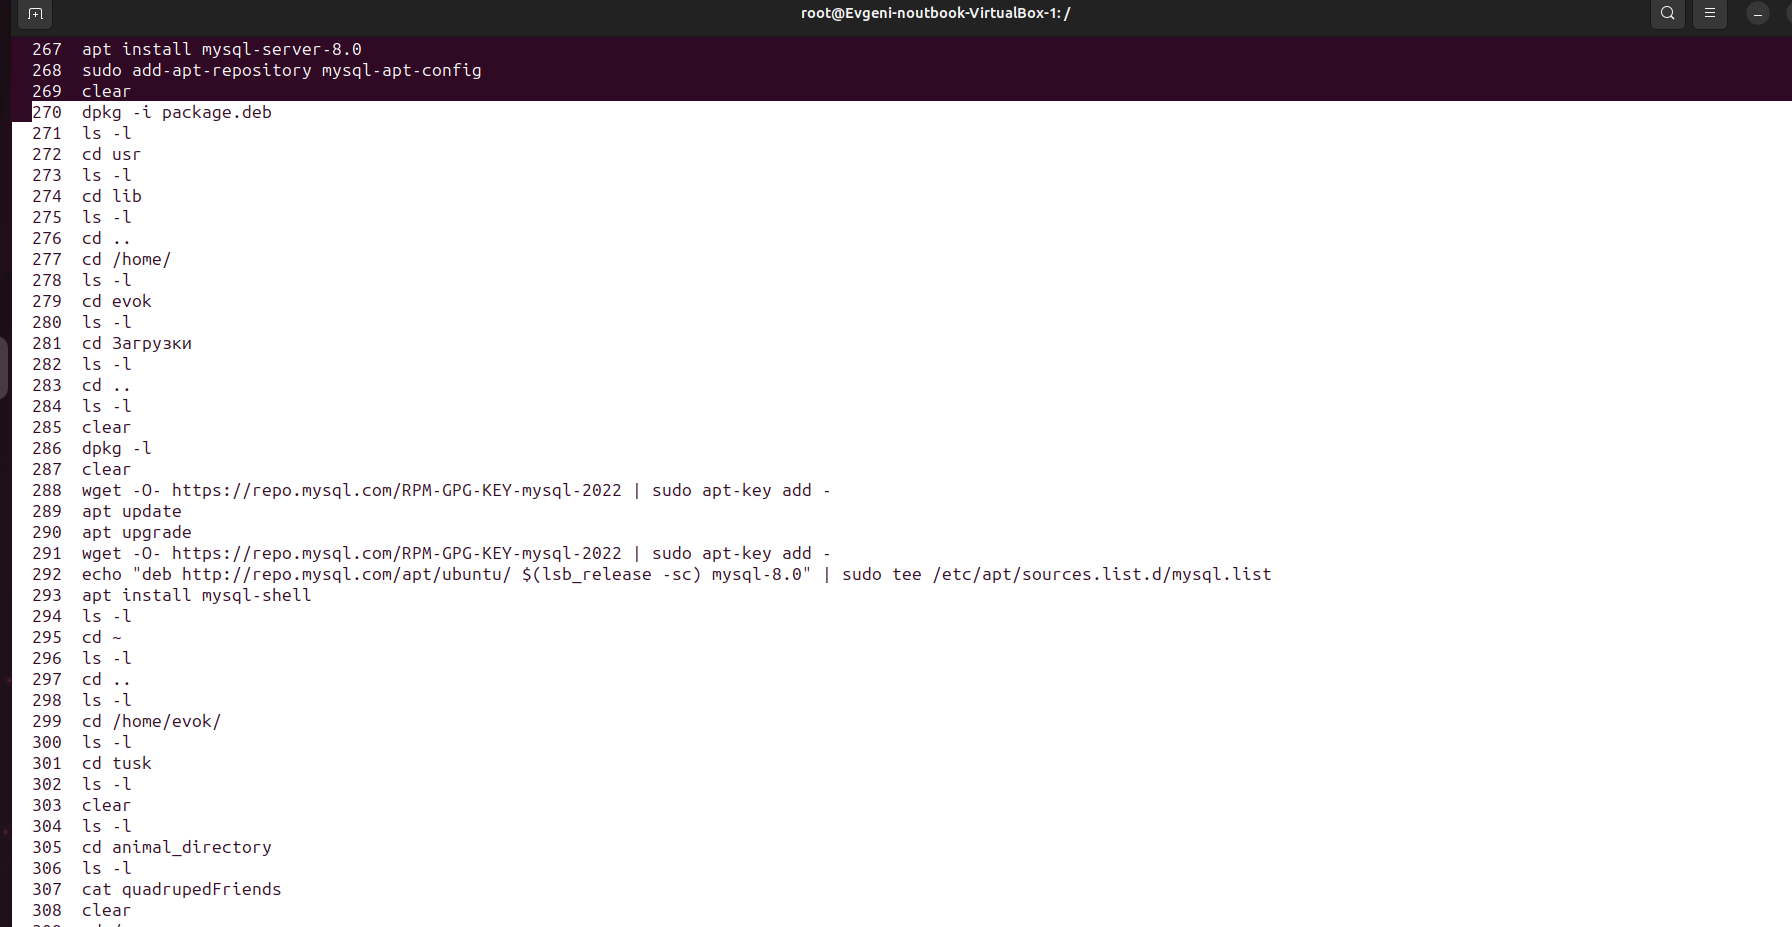 root@Evgeni-noutbook-VirtualBox-1: /
267 apt install mysql-server-8.0
268 sudo add-apt-repository mysql-apt-config
269 clear
270 dpkg -i package.deb
271 ls -l
272 cd usr
273 ls -l
274 cd lib
275 ls -l
276 cd ..
277 cd /home/
278 ls -l
279 cd evok
280 ls -l
281 cd Загрузки
282 ls -l
283 cd ..
284 ls -l
285 clear
286 dpkg -l
287 clear
288 wget -O- https://repo.mysql.com/RPM-GPG-KEY-mysql-2022 | sudo apt-key add -
289 apt update
290 apt upgrade
291 wget -O- https://repo.mysql.com/RPM-GPG-KEY-mysql-2022 | sudo apt-key add -
292 echo "deb http://repo.mysql.com/apt/ubuntu/ $(lsb_release -sc) mysql-8.0" | sudo tee /etc/apt/sources.list.d/mysql.list
293 apt install mysql-shell
294 ls -l
295 cd ~
296 ls -l
297 cd ..
298 ls -l
299 cd /home/evok/
300 ls -l
301 cd tusk
302 ls -l
303 clear
304 ls -l
305 cd animal_directory
306 ls -l
307 cat quadrupedFriends
308 clear